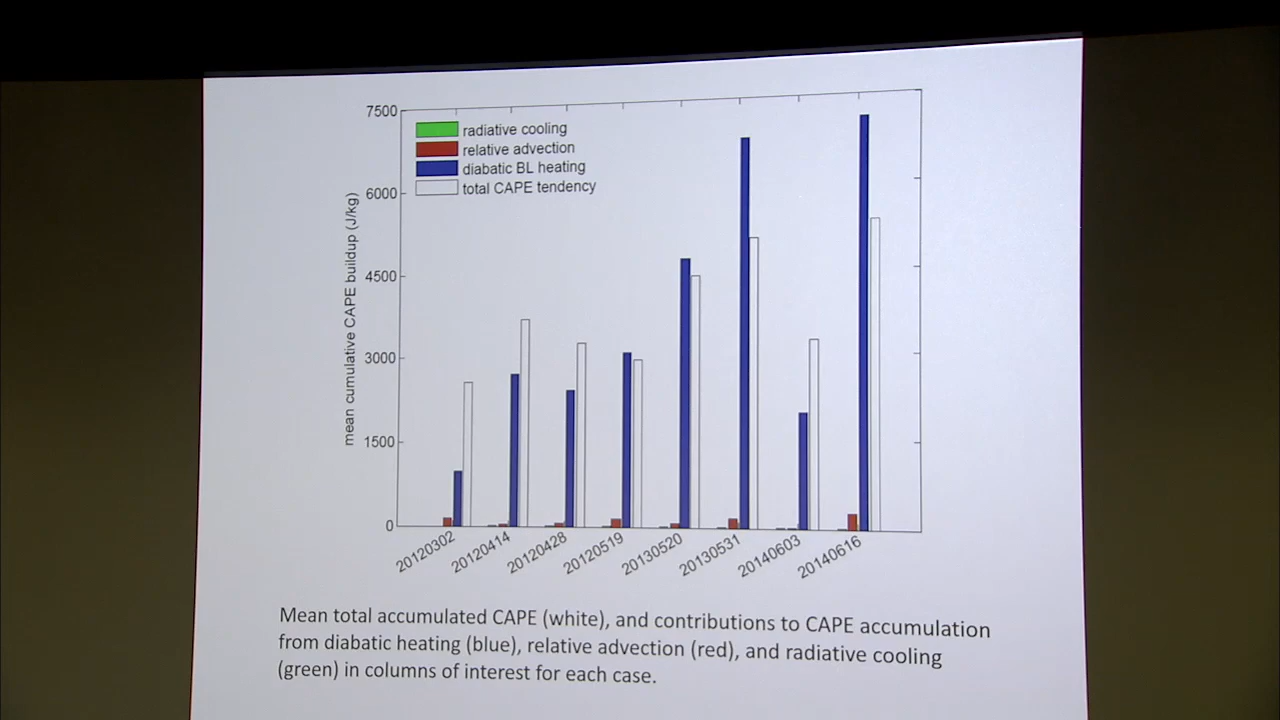 7500
6000
4500
3000
1500
0
mean cumulative CAPE buildup (J/kg)
radiative cooling
relative advection
diabatic BL heating
total CAPE tendency
20120302
20120414
20120428
20120519
20130520
20130531
20140603
20140616
Mean total accumulated CAPE (white), and contributions to CAPE accumulation
from diabatic heating (blue), relative advection (red), and radiative cooling
(green) in columns of interest for each case.